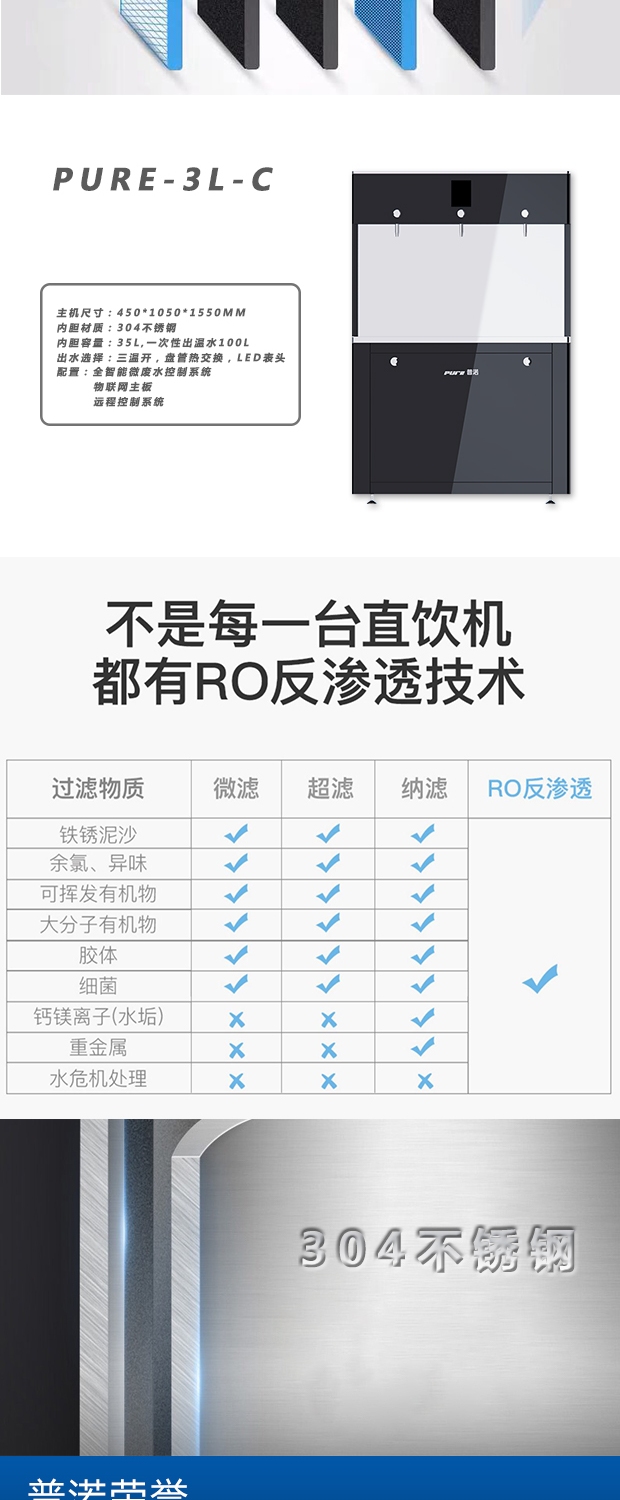 PURE-3L-C
主机尺寸：450*1050*1550MM
内胆材质：304不锈钢
内胆容量：35L,一次性出温水100L
出水选择：三温开，盘管热交换，LED表头
配置：全智能微废水控制系统
物联网主板
远程控制系统
PURE 普诺
不是每一台直饮机
都有RO反渗透技术
过滤物质 微滤 超滤 纳滤 RO反渗透
铁锈泥沙
余氯、异味
可挥发有机物
大分子有机物
胶体
细菌
钙镁离子(水垢)
重金属
水危机处理
304不锈钢
普诺荣誉